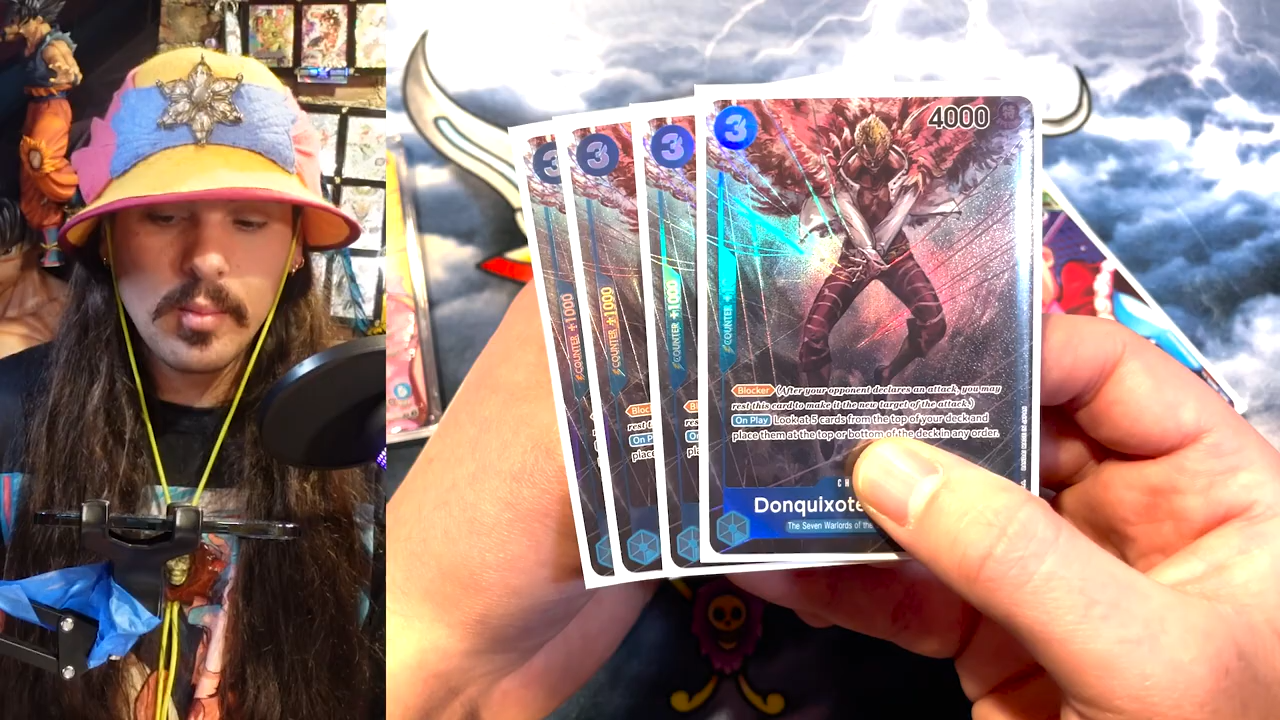 3
3
3
3
4000
COUNTER +1000
COUNTER +1000
COUNTER +1000
COUNTER
Blocker (After your opponent declares an attack, you may
rest this card to make it the new target of the attack.)
On Play Look at 5 cards from the top of your deck and
place them at the top or bottom of the deck in any order.
Donquixote
The Seven Warlords of the